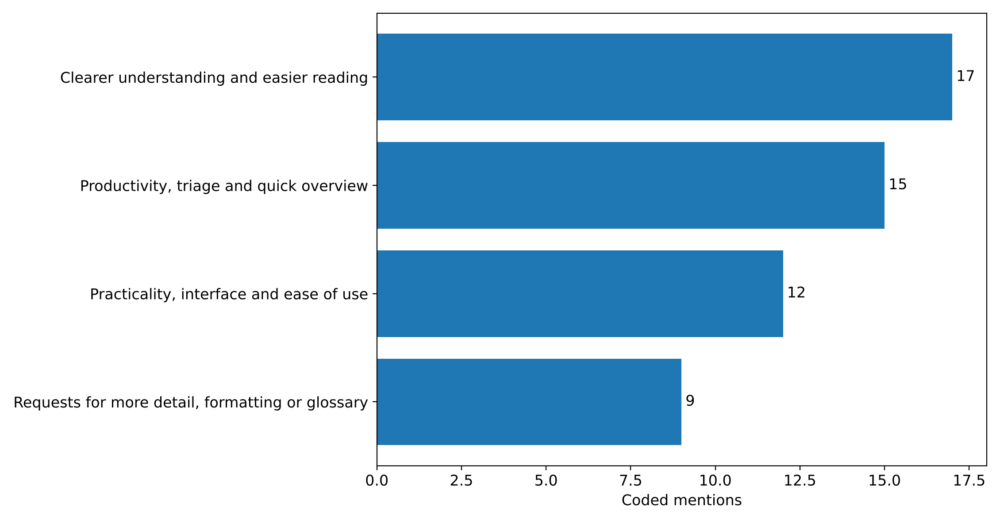 Clearer understanding and easier reading
17
Productivity, triage and quick overview
15
Practicality, interface and ease of use
12
Requests for more detail, formatting or glossary
9
0.0 2.5 5.0 7.5 10.0 12.5 15.0 17.5
Coded mentions